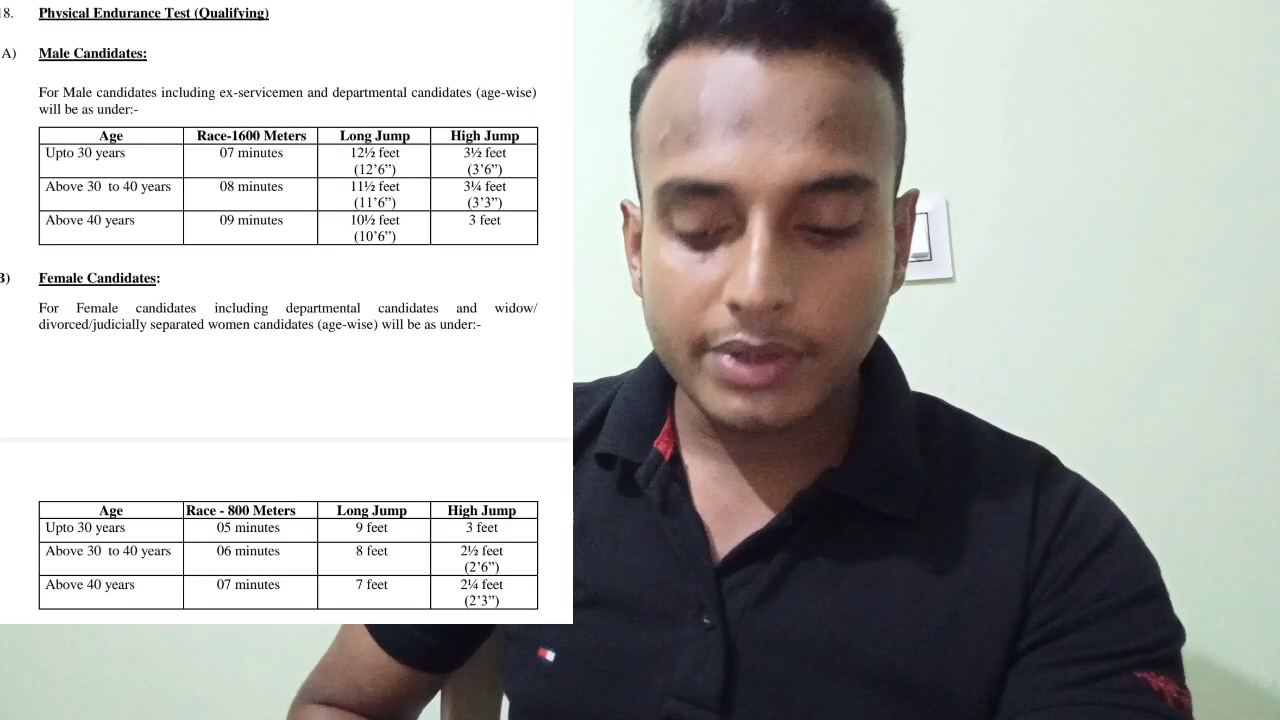 18. Physical Endurance Test (Qualifying)
A) Male Candidates:
For Male candidates including ex-servicemen and departmental candidates (age-wise)
will be as under:-
Age Race-1600 Meters Long Jump High Jump
Upto 30 years 07 minutes 12½ feet 3½ feet
(12’6”) (3’6”)
Above 30 to 40 years 08 minutes 11½ feet 3¼ feet
(11’6”) (3’3”)
Above 40 years 09 minutes 10½ feet 3 feet
(10’6”)
B) Female Candidates:
For Female candidates including departmental candidates and widow/
divorced/judicially separated women candidates (age-wise) will be as under:-
Age Race - 800 Meters Long Jump High Jump
Upto 30 years 05 minutes 9 feet 3 feet
Above 30 to 40 years 06 minutes 8 feet 2½ feet
(2’6”)
Above 40 years 07 minutes 7 feet 2¼ feet
(2’3”)